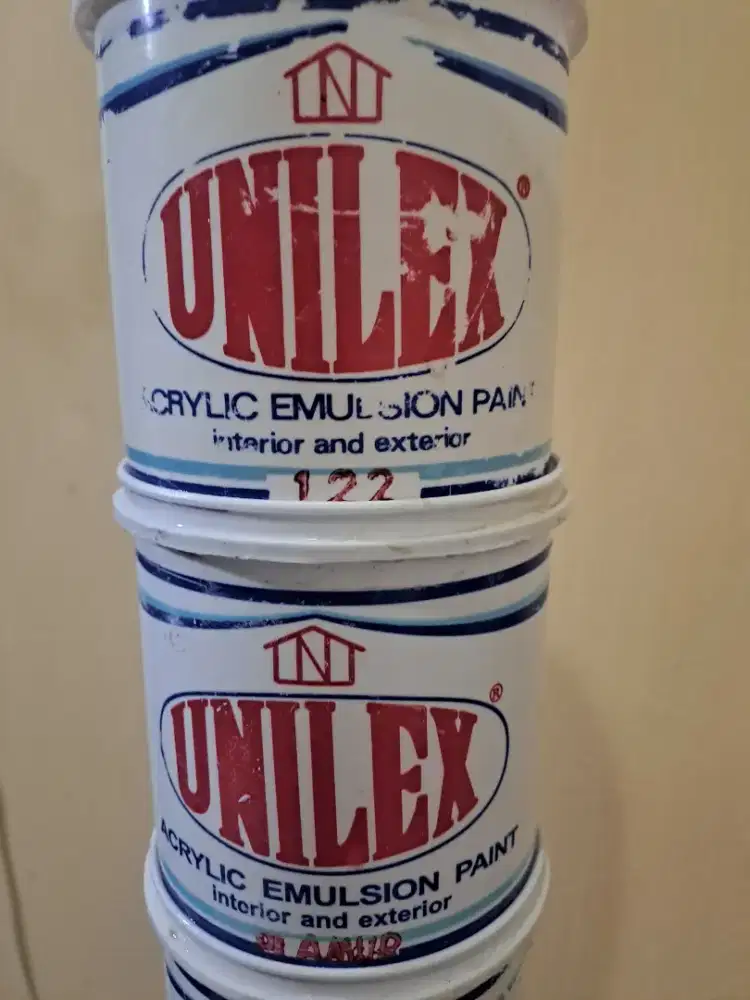 N
UNILEX ®
ACRYLIC EMULSION PAINT
interior and exterior
122
N
UNILEX ®
ACRYLIC EMULSION PAINT
interior and exterior